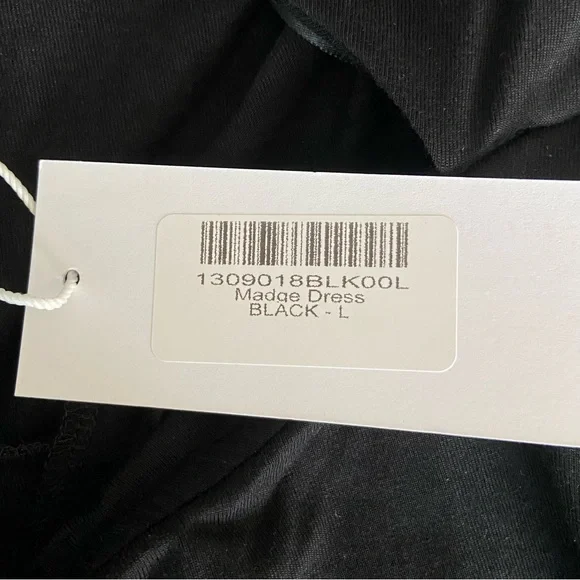 1309018BLK00L
Madge Dress
BLACK - L